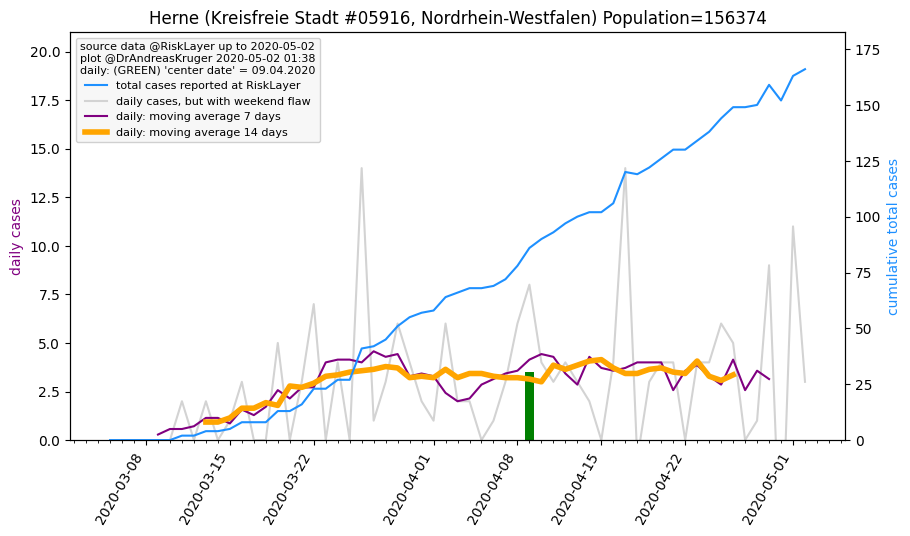 Herne (Kreisfreie Stadt #05916, Nordrhein-Westfalen) Population=156374
source data @RiskLayer up to 2020-05-02
plot @DrAndreasKruger 2020-05-02 01:38
daily: (GREEN) 'center date' = 09.04.2020
total cases reported at RiskLayer
daily cases, but with weekend flaw
daily: moving average 7 days
daily: moving average 14 days
daily cases
20.0
17.5
15.0
12.5
10.0
7.5
5.0
2.5
0.0
175
150
125
100
75
50
25
0
cumulative total cases
2020-03-08
2020-03-15
2020-03-22
2020-04-01
2020-04-08
2020-04-15
2020-04-22
2020-05-01